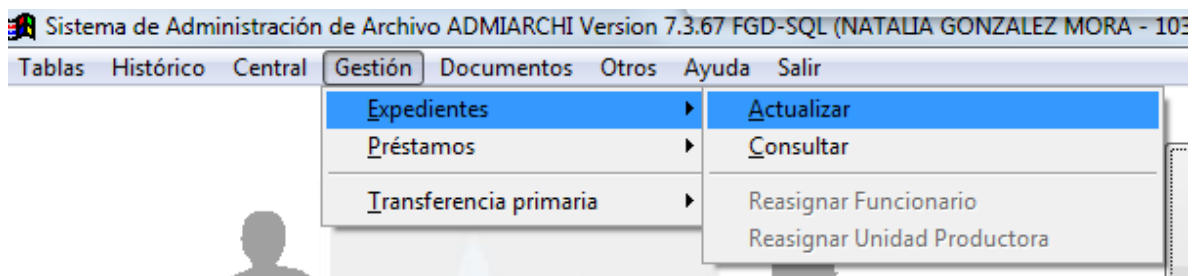 Sistema de Administración de Archivo ADMIARCHI Version 7.3.67 FGD-SQL (NATALIA GONZALEZ MORA - 103
Tablas Histórico Central Gestión Documentos Otros Ayuda Salir
Expedientes Actualizar
Préstamos Consultar
Transferencia primaria Reasignar Funcionario
Reasignar Unidad Productora